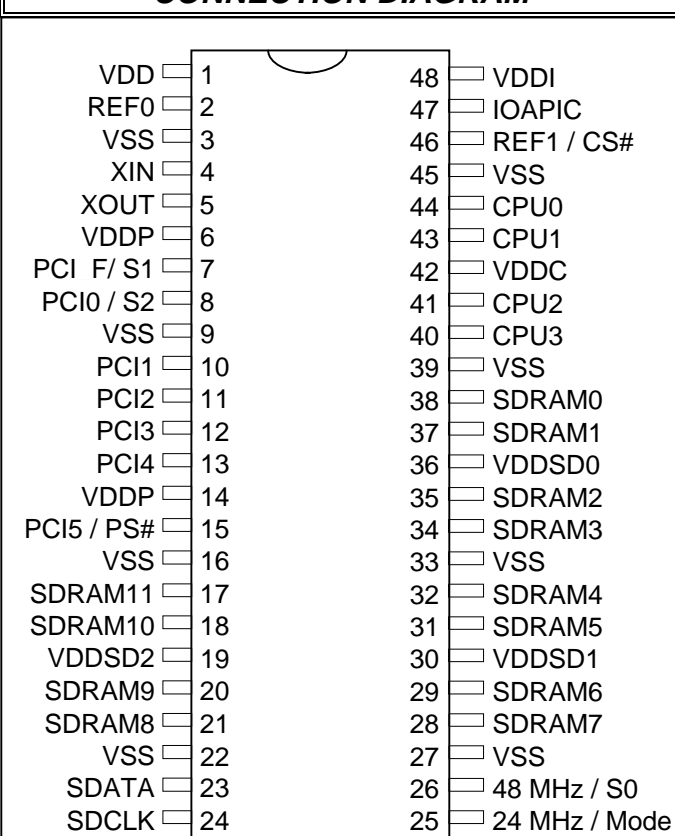 CONNECTION DIAGRAM
VDD 1 48 VDDI
REF0 2 47 IOAPIC
VSS 3 46 REF1 / CS#
XIN 4 45 VSS
XOUT 5 44 CPU0
VDDP 6 43 CPU1
PCI F/ S1 7 42 VDDC
PCI0 / S2 8 41 CPU2
VSS 9 40 CPU3
PCI1 10 39 VSS
PCI2 11 38 SDRAM0
PCI3 12 37 SDRAM1
PCI4 13 36 VDDSD0
VDDP 14 35 SDRAM2
PCI5 / PS# 15 34 SDRAM3
VSS 16 33 VSS
SDRAM11 17 32 SDRAM4
SDRAM10 18 31 SDRAM5
VDDSD2 19 30 VDDSD1
SDRAM9 20 29 SDRAM6
SDRAM8 21 28 SDRAM7
VSS 22 27 VSS
SDATA 23 26 48 MHz / S0
SDCLK 24 25 24 MHz / Mode